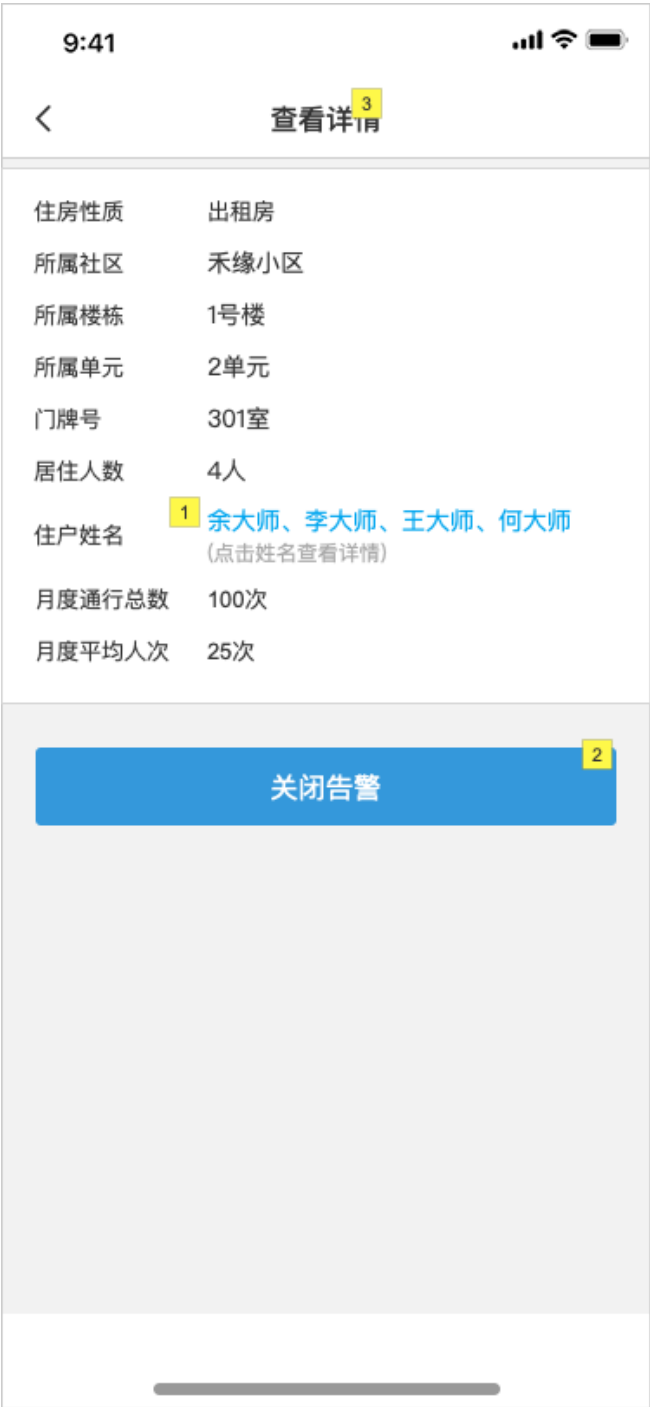 9:41
查看详情
3
住房性质 出租房
所属社区 禾缘小区
所属楼栋 1号楼
所属单元 2单元
门牌号 301室
居住人数 4人
住户姓名 1 余大师、李大师、王大师、何大师
(点击姓名查看详情)
月度通行总数 100次
月度平均人次 25次
2
关闭告警